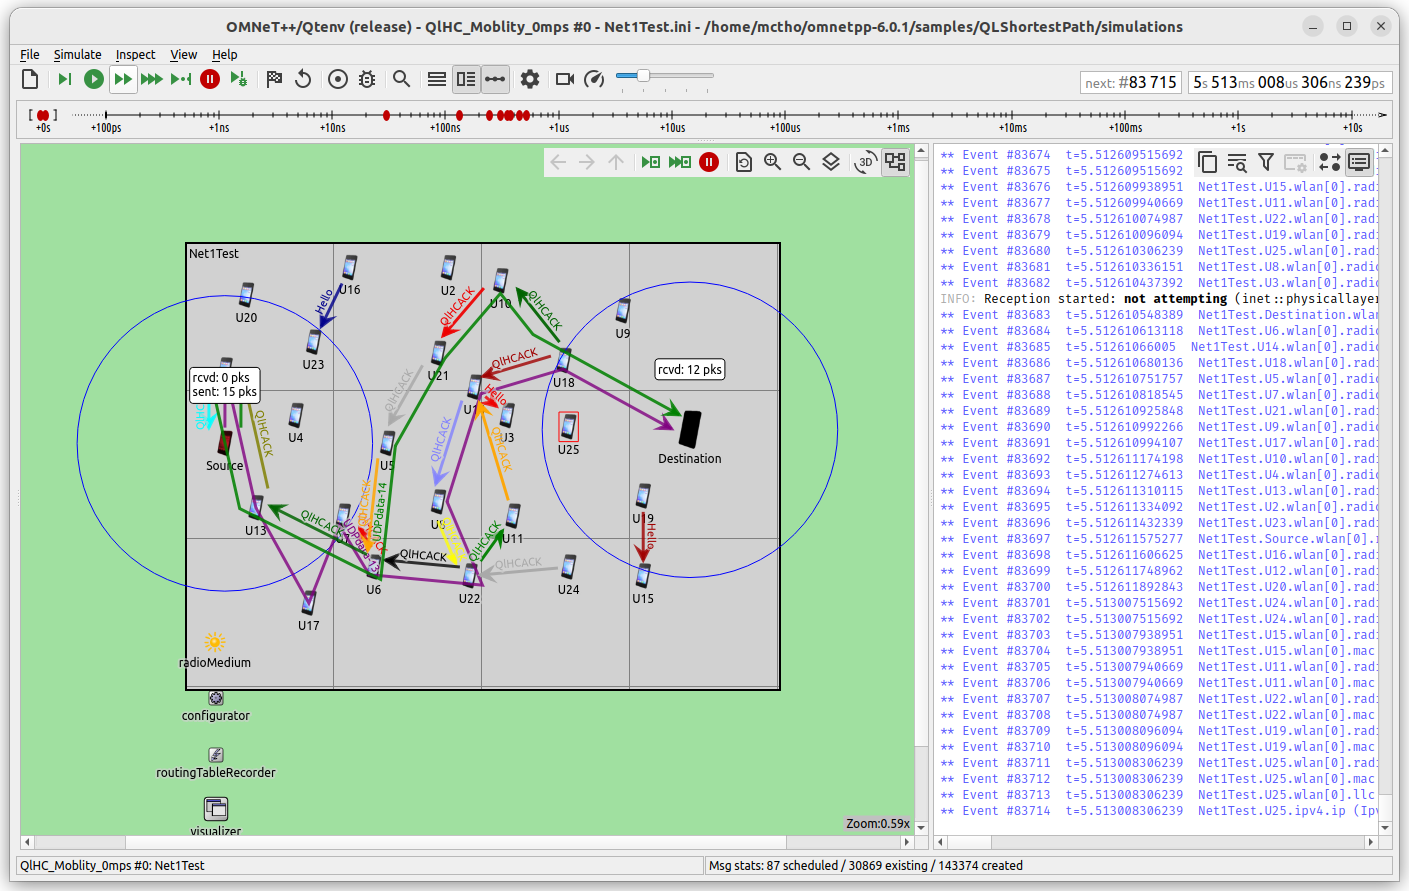 OMNeT++/Qtenv (release) - QlHC_Moblity_0mps #0 - Net1Test.ini - /home/mctho/omnetpp-6.0.1/samples/QLShortestPath/simulations
File Simulate Inspect View Help
next: #83 715 5s 513ms 008us 306ns 239ps
+0s +100ps +1ns +10ns +100ns +1us +10us +100us +1ms +10ms +100ms +1s +10s
3D
Net1Test
U16
U2
U10
U20
Hello
QlHCACK
QlHCACK
U9
U23
U21
QlHCACK
U18
rcvd: 0 pks
sent: 15 pks
rcvd: 12 pks
QlHCACK
Hello
U4
U3
U25
QlHCACK
QlHCACK
QlHCACK
Source
U5
Destination
UDPdata-14
U13
QlHCACK
U11
U19
Hello
UDPdata-13
QlHCACK
QlHCACK
QlHCACK
U6
U22
U24
U15
U17
radioMedium
configurator
routingTableRecorder
visualizer
Zoom:0.59x
** Event #83674 t=5.512609515692
** Event #83675 t=5.512609515692
** Event #83676 t=5.512609938951 Net1Test.U15.wlan[0].radi
** Event #83677 t=5.512609940669 Net1Test.U11.wlan[0].radi
** Event #83678 t=5.512610074987 Net1Test.U22.wlan[0].radi
** Event #83679 t=5.512610096094 Net1Test.U19.wlan[0].radi
** Event #83680 t=5.512610306239 Net1Test.U25.wlan[0].radi
** Event #83681 t=5.512610336151 Net1Test.U8.wlan[0].radio
** Event #83682 t=5.512610437392 Net1Test.U3.wlan[0].radio
INFO: Reception started: not attempting (inet::physicallayer
** Event #83683 t=5.512610548389 Net1Test.Destination.wlan
** Event #83684 t=5.512610613118 Net1Test.U6.wlan[0].radio
** Event #83685 t=5.51261066005 Net1Test.U14.wlan[0].radio
** Event #83686 t=5.512610680136 Net1Test.U18.wlan[0].radi
** Event #83687 t=5.512610751757 Net1Test.U5.wlan[0].radio
** Event #83688 t=5.512610818545 Net1Test.U7.wlan[0].radio
** Event #83689 t=5.512610925848 Net1Test.U21.wlan[0].radi
** Event #83690 t=5.512610992266 Net1Test.U9.wlan[0].radio
** Event #83691 t=5.512610994107 Net1Test.U17.wlan[0].radi
** Event #83692 t=5.512611174198 Net1Test.U10.wlan[0].radi
** Event #83693 t=5.512611274613 Net1Test.U4.wlan[0].radio
** Event #83694 t=5.512611310115 Net1Test.U13.wlan[0].radi
** Event #83695 t=5.512611334092 Net1Test.U2.wlan[0].radio
** Event #83696 t=5.512611432339 Net1Test.U23.wlan[0].radi
** Event #83697 t=5.512611575277 Net1Test.Source.wlan[0].r
** Event #83698 t=5.512611606625 Net1Test.U16.wlan[0].radi
** Event #83699 t=5.512611748962 Net1Test.U12.wlan[0].radi
** Event #83700 t=5.512611892843 Net1Test.U20.wlan[0].radi
** Event #83701 t=5.513007515692 Net1Test.U24.wlan[0].radi
** Event #83702 t=5.513007515692 Net1Test.U24.wlan[0].radi
** Event #83703 t=5.513007938951 Net1Test.U15.wlan[0].radi
** Event #83704 t=5.513007938951 Net1Test.U15.wlan[0].mac
** Event #83705 t=5.513007940669 Net1Test.U11.wlan[0].radi
** Event #83706 t=5.513007940669 Net1Test.U11.wlan[0].mac
** Event #83707 t=5.513008074987 Net1Test.U22.wlan[0].radi
** Event #83708 t=5.513008074987 Net1Test.U22.wlan[0].mac
** Event #83709 t=5.513008096094 Net1Test.U19.wlan[0].radi
** Event #83710 t=5.513008096094 Net1Test.U19.wlan[0].mac
** Event #83711 t=5.513008306239 Net1Test.U25.wlan[0].radi
** Event #83712 t=5.513008306239 Net1Test.U25.wlan[0].mac
** Event #83713 t=5.513008306239 Net1Test.U25.wlan[0].llc
** Event #83714 t=5.513008306239 Net1Test.U25.ipv4.ip (Ipv
QlHC_Moblity_0mps #0: Net1Test
Msg stats: 87 scheduled / 30869 existing / 143374 created